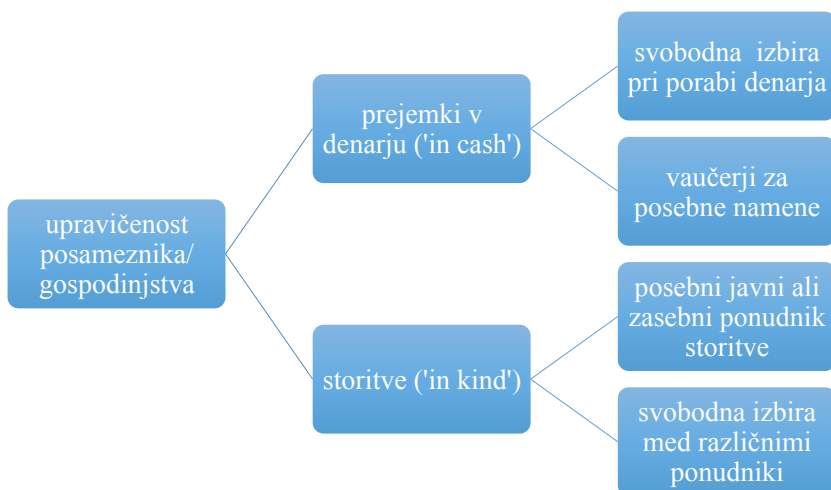 upravičenost
posameznika/
gospodinjstva
prejemki v
denarju ('in cash')
svobodna izbira
pri porabi denarja
vaučerji za
posebne namene
storitve ('in kind')
posebni javni ali
zasebni ponudnik
storitve
svobodna izbira
med različnimi
ponudniki